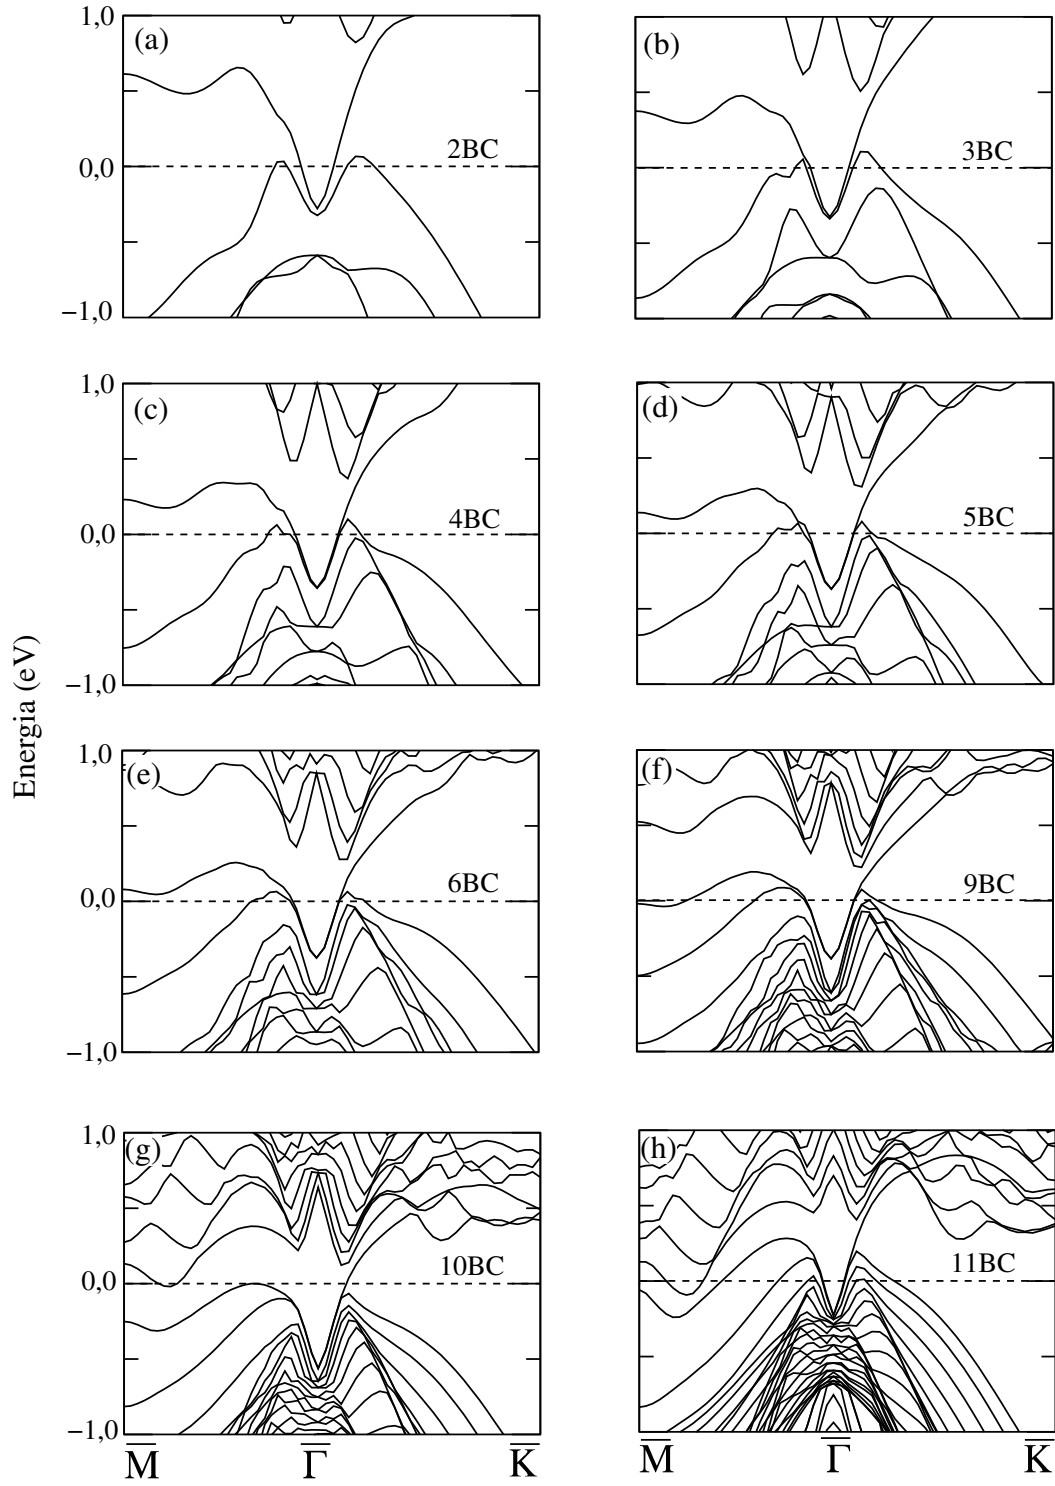 1,0
(a)
2BC
0,0
−1,0
(b)
3BC
1,0
(c)
4BC
0,0
−1,0
(d)
5BC
Energia (eV)
1,0
(e)
6BC
0,0
−1,0
(f)
9BC
1,0
(g)
10BC
0,0
−1,0
M̅ Γ̅ K̅
(h)
11BC
M̅ Γ̅ K̅